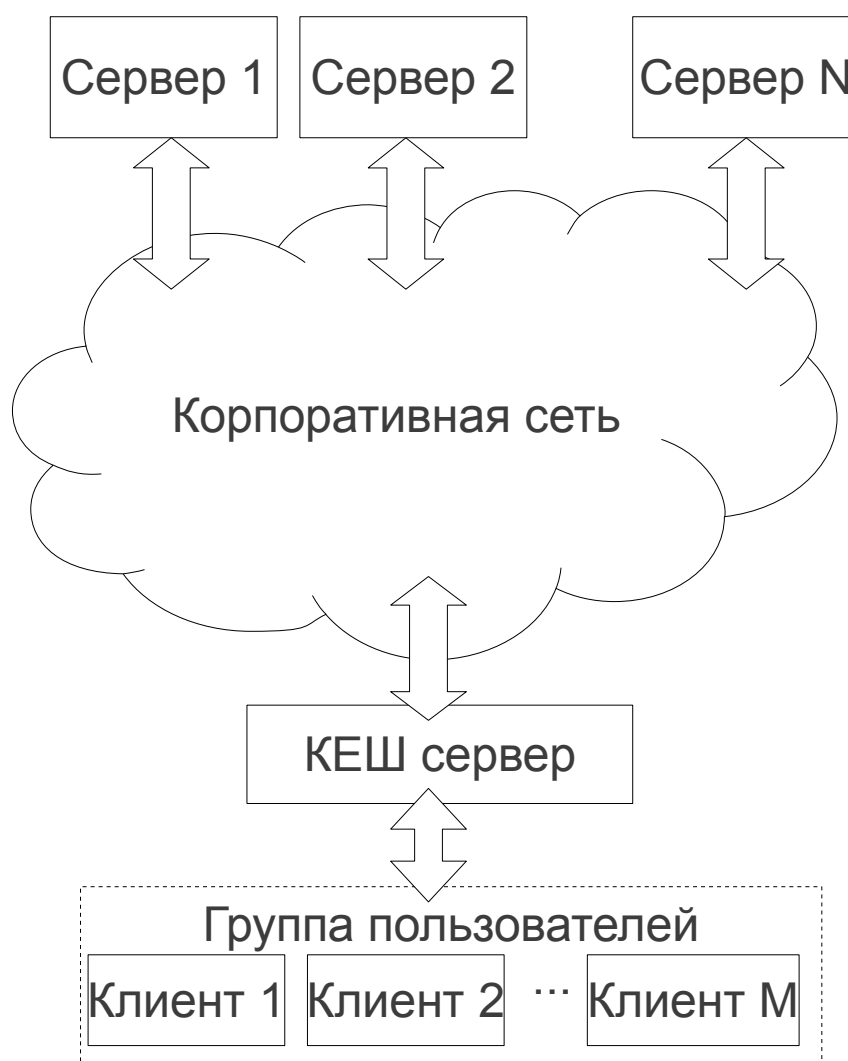 Сервер 1 Сервер 2 Сервер N
Корпоративная сеть
КЕШ сервер
Группа пользователей
Клиент 1 Клиент 2 ... Клиент M